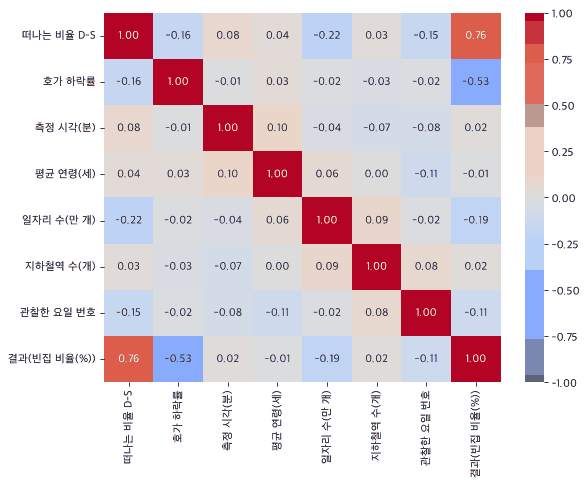 떠나는 비율 D-S 1.00 -0.16 0.08 0.04 -0.22 0.03 -0.15 0.76
호가 하락률 -0.16 1.00 -0.01 0.03 -0.02 -0.03 -0.02 -0.53
측정 시각(분) 0.08 -0.01 1.00 0.10 -0.04 -0.07 -0.08 0.02
평균 연령(세) 0.04 0.03 0.10 1.00 0.06 0.00 -0.11 -0.01
일자리 수(만 개) -0.22 -0.02 -0.04 0.06 1.00 0.09 -0.02 -0.19
지하철역 수(개) 0.03 -0.03 -0.07 0.00 0.09 1.00 0.08 0.02
관찰한 요일 번호 -0.15 -0.02 -0.08 -0.11 -0.02 0.08 1.00 -0.11
결과(빈집 비율(%)) 0.76 -0.53 0.02 -0.01 -0.19 0.02 -0.11 1.00
떠나는 비율 D-S
호가 하락률
측정 시각(분)
평균 연령(세)
일자리 수(만 개)
지하철역 수(개)
관찰한 요일 번호
결과(빈집 비율(%))
1.00
0.75
0.50
0.25
0.00
-0.25
-0.50
-0.75
-1.00